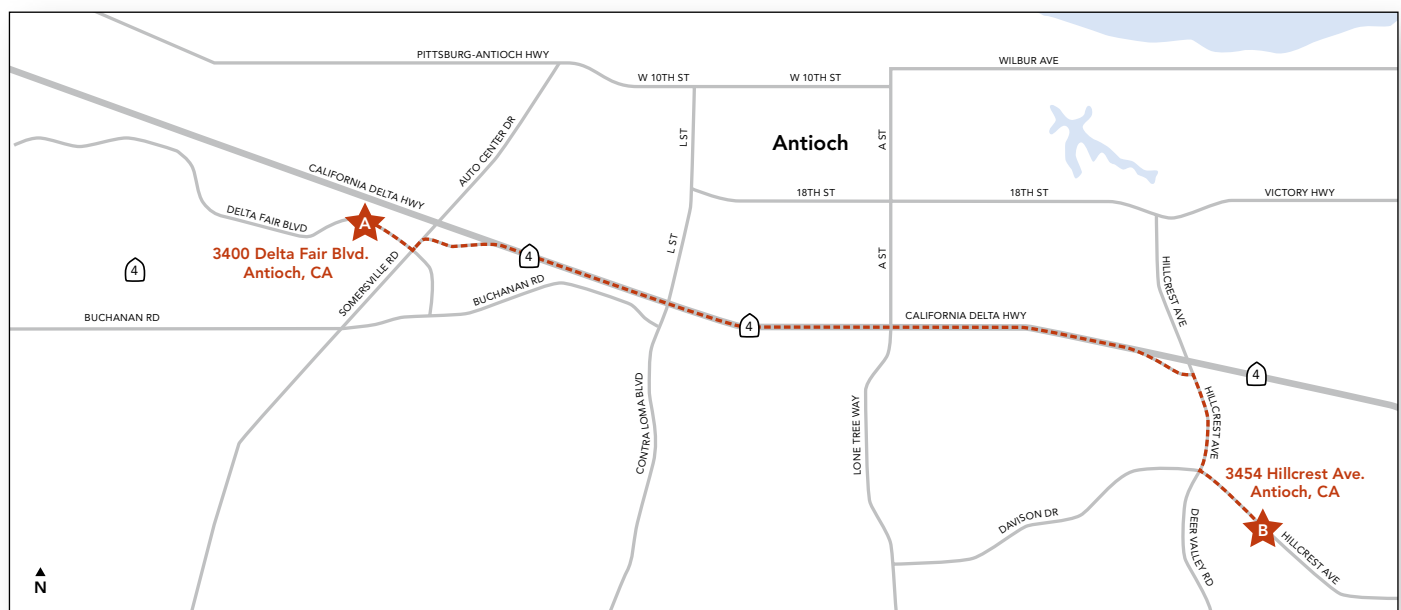 PITTSBURG-ANTIOCH HWY
WILBUR AVE
W 10TH ST
W 10TH ST
AUTO CENTER DR
L ST
Antioch
A ST
CALIFORNIA DELTA HWY
18TH ST
18TH ST
VICTORY HWY
DELTA FAIR BLVD
A
3400 Delta Fair Blvd.
Antioch, CA
4
SOMERSVILLE RD
4
L ST
A ST
BUCHANAN RD
HILLCREST AVE
BUCHANAN RD
4
CALIFORNIA DELTA HWY
4
CONTRA LOMA BLVD
LONE TREE WAY
HILLCREST AVE
3454 Hillcrest Ave.
Antioch, CA
DAVISON DR
B
DEER VALLEY RD
HILLCREST AVE
N